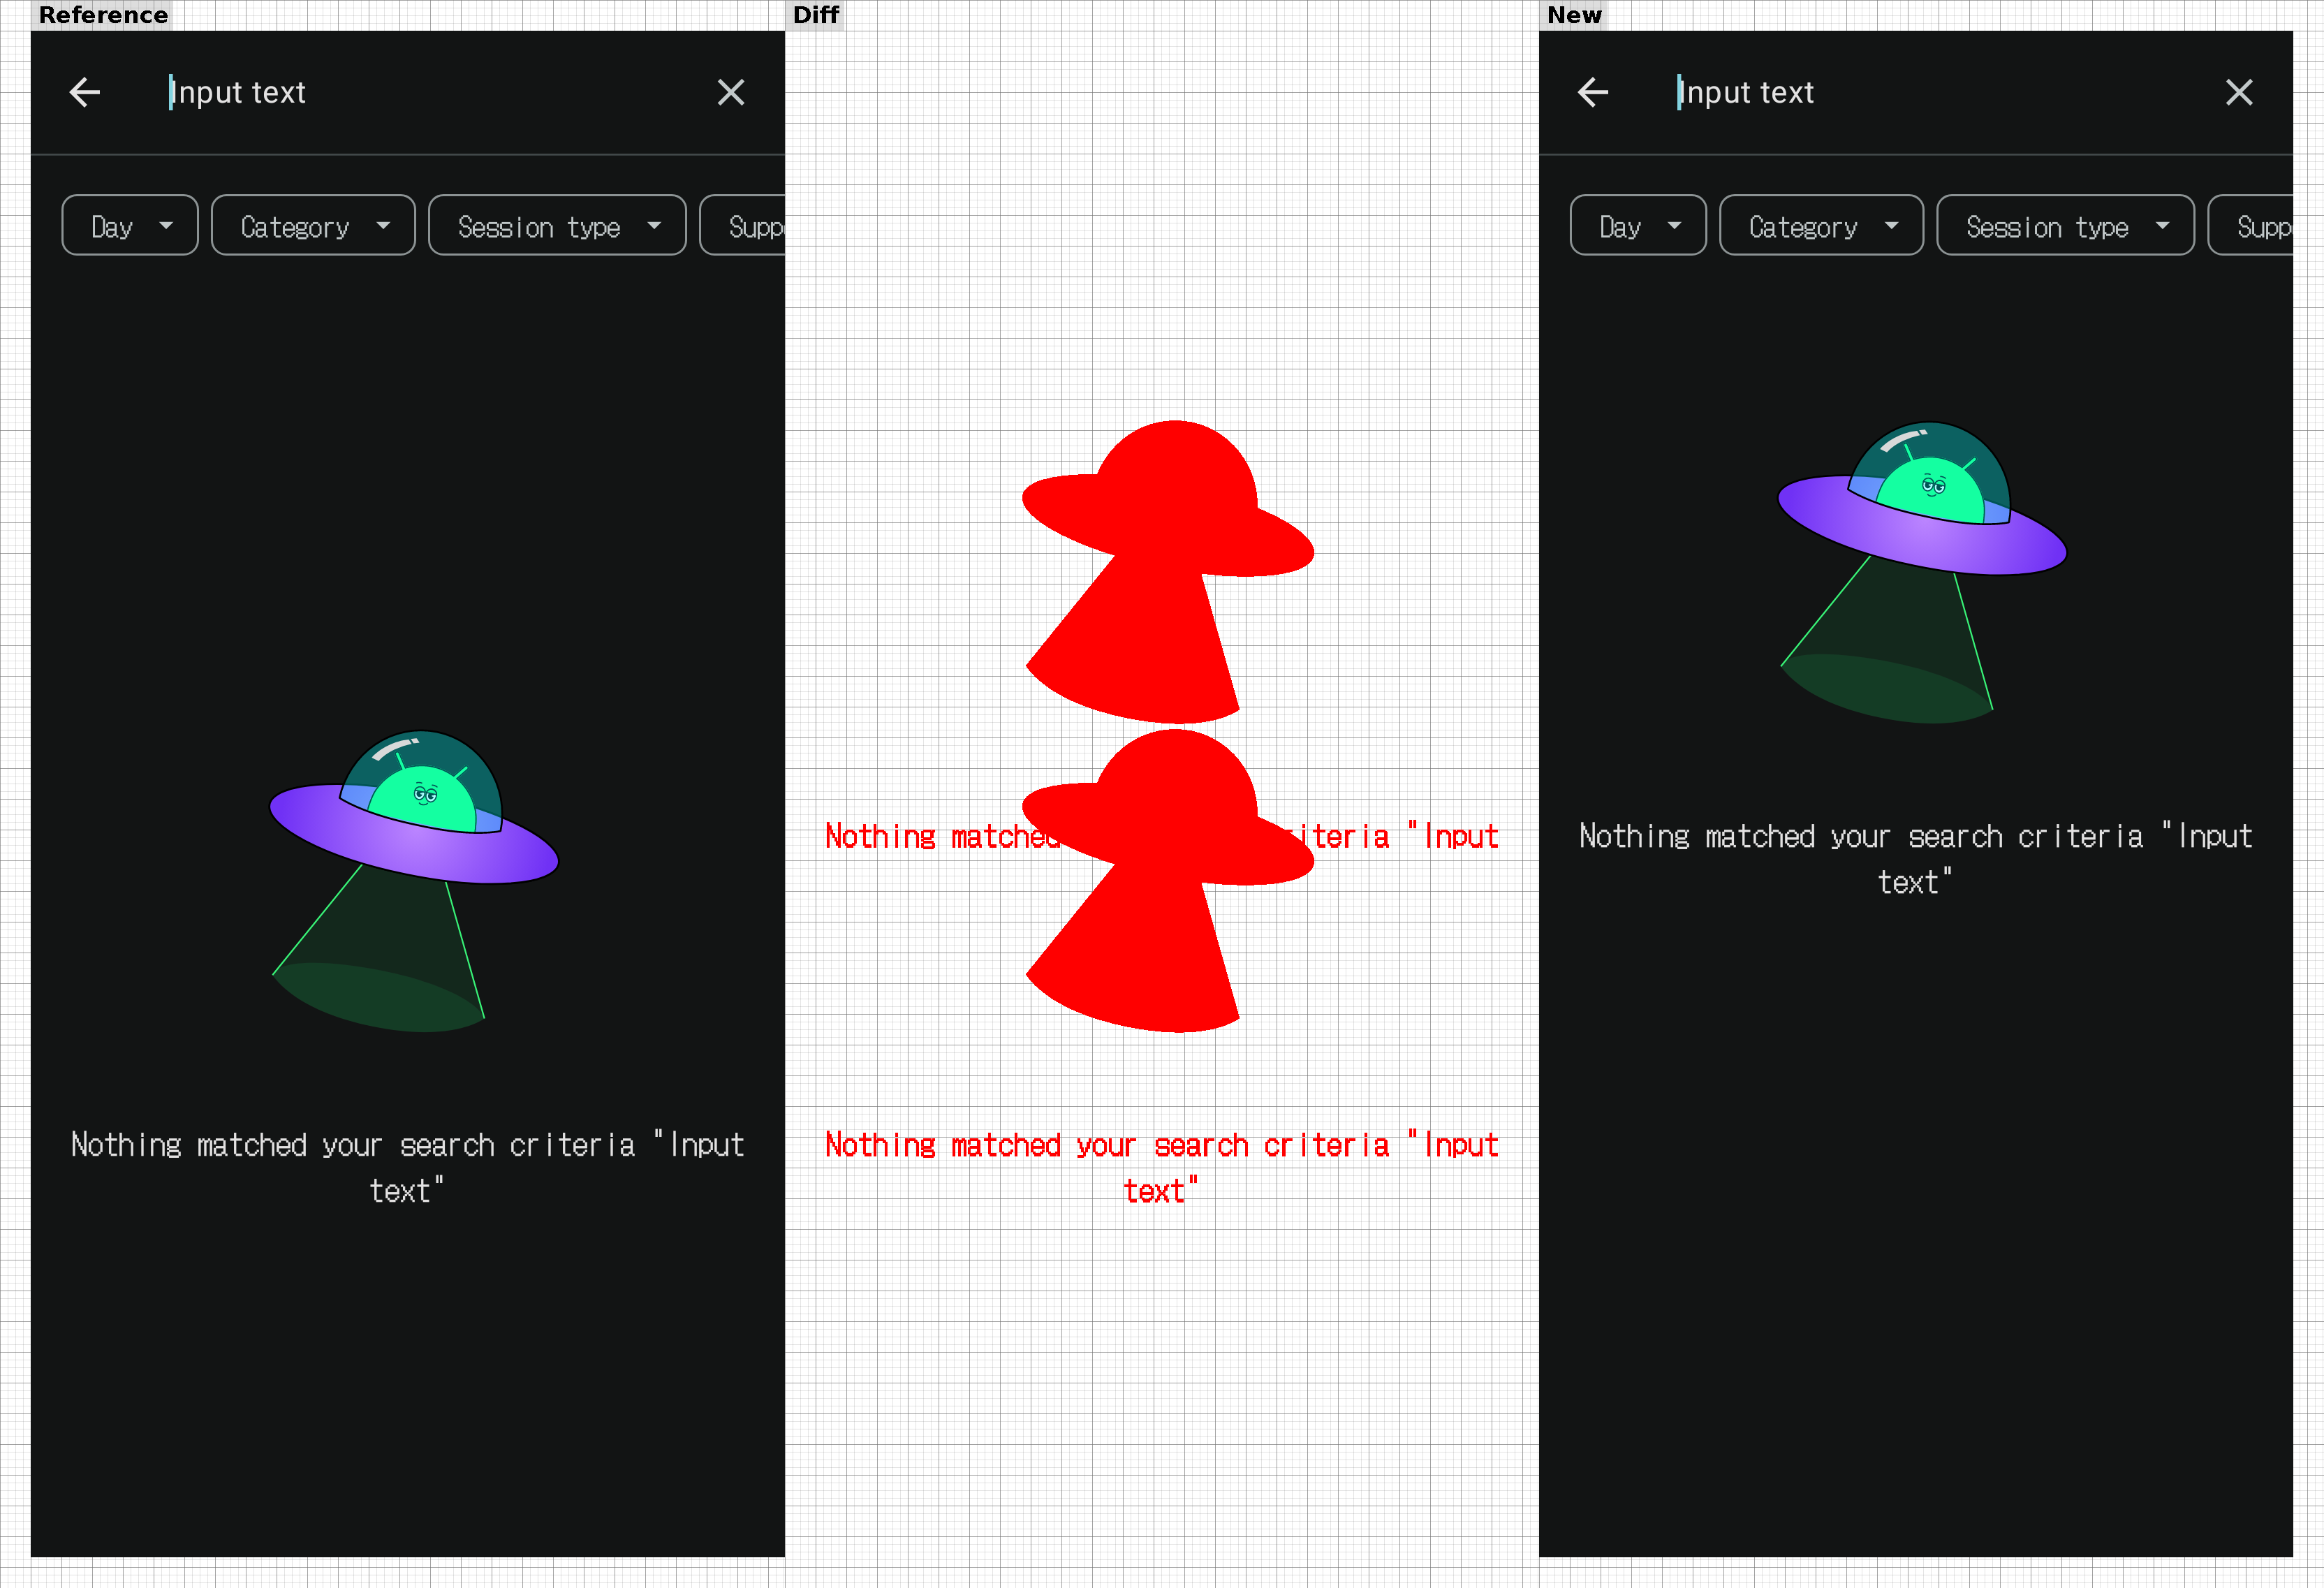 Reference
Diff
New
Input text
Input text
Day
Category
Session type
Supp
Day
Category
Session type
Supp
Nothing matched criteria "Input
Nothing matched your search criteria "Input
text"
Nothing matched your search criteria "Input
text"
Nothing matched your search criteria "Input
text"